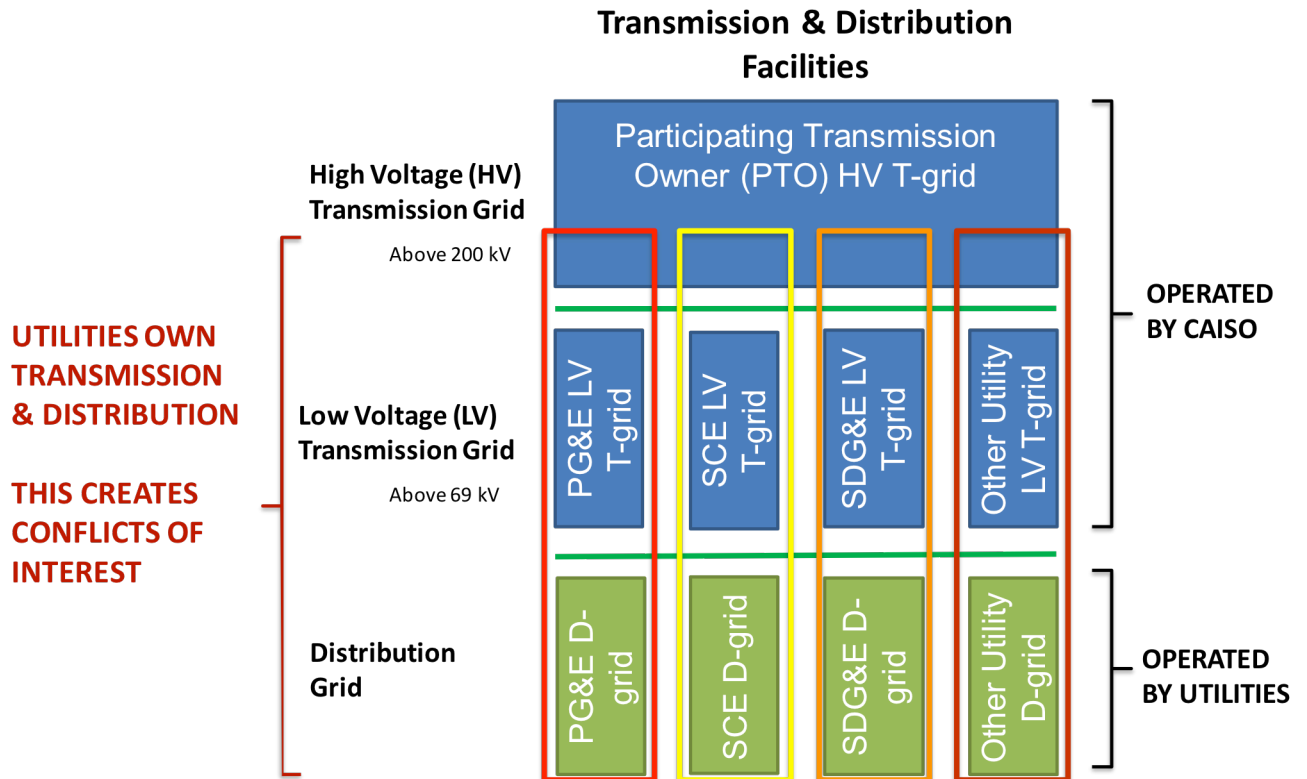 Transmission & Distribution
Facilities
Participating Transmission
Owner (PTO) HV T-grid
High Voltage (HV)
Transmission Grid
Above 200 kV
OPERATED
BY CAISO
UTILITIES OWN
TRANSMISSION
& DISTRIBUTION
THIS CREATES
CONFLICTS OF
INTEREST
Low Voltage (LV)
Transmission Grid
Above 69 kV
PG&E LV
T-grid
SCE LV
T-grid
SDG&E LV
T-grid
Other Utility
LV T-grid
Distribution
Grid
PG&E D-
grid
SCE D-grid
SDG&E D-
grid
Other Utility
D-grid
OPERATED
BY UTILITIES